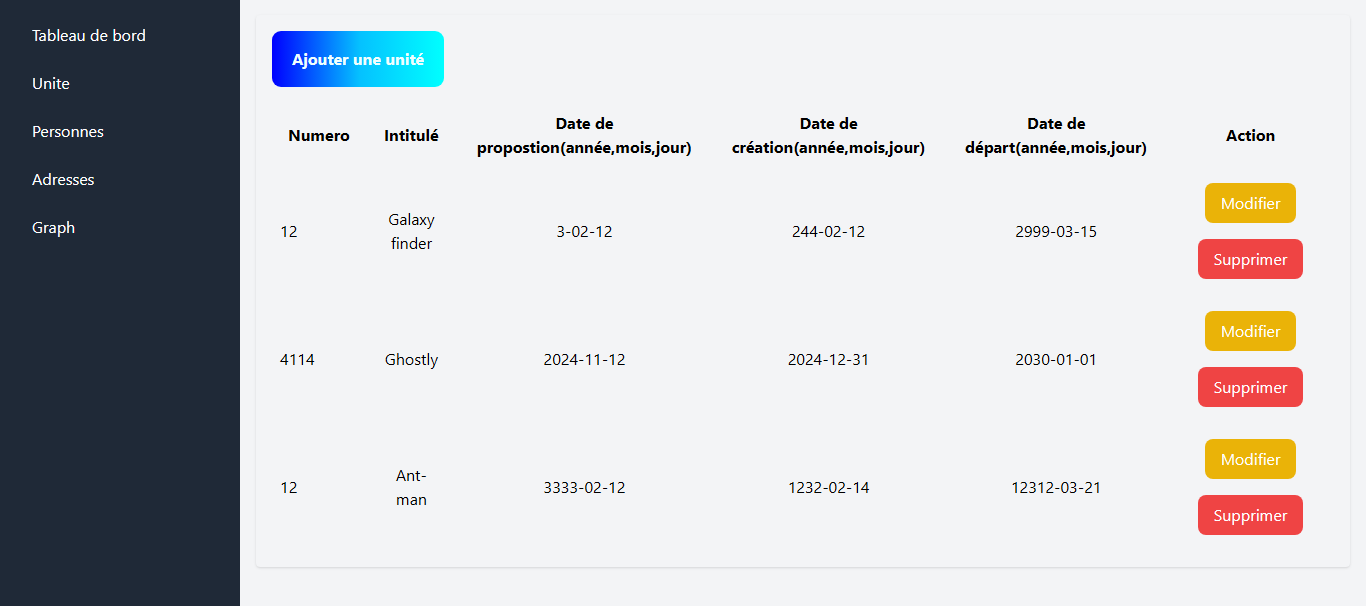 Tableau de bord
Unite
Personnes
Adresses
Graph
Ajouter une unité
Numero Intitulé Date de propostion(année,mois,jour) Date de création(année,mois,jour) Date de départ(année,mois,jour) Action
12 Galaxy finder 3-02-12 244-02-12 2999-03-15
Modifier
Supprimer
4114 Ghostly 2024-11-12 2024-12-31 2030-01-01
Modifier
Supprimer
12 Ant-man 3333-02-12 1232-02-14 12312-03-21
Modifier
Supprimer